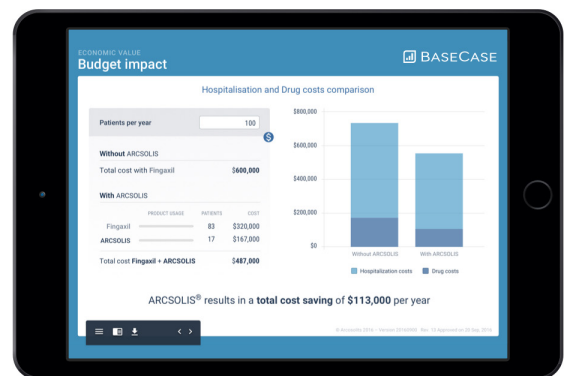 ECONOMIC VALUE
Budget impact
BASECASE
Hospitalisation and Drug costs comparison
Patients per year 100
Without ARCSOLIS
Total cost with Fingaxil $600,000
With ARCSOLIS
PRODUCT USAGE PATIENTS COST
Fingaxil 83 $320,000
ARCSOLIS 17 $167,000
Total cost Fingaxil + ARCSOLIS $487,000
$
$800,000
$600,000
$400,000
$200,000
$0
Without ARCSOLIS With ARCSOLIS
Hospitalization costs Drug costs
ARCSOLIS® results in a total cost saving of $113,000 per year